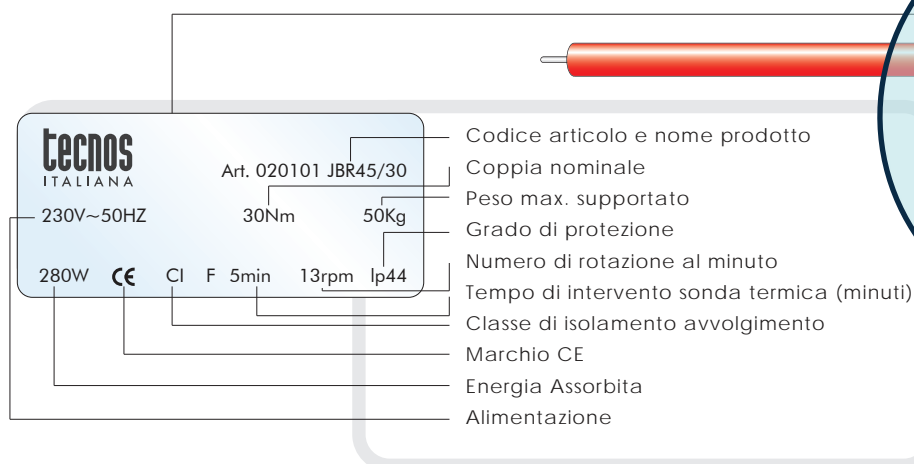 tecnos
ITALIANA
Art. 020101 JBR45/30
230V~50HZ 30Nm 50Kg
280W CE CI F 5min 13rpm Ip44
Codice articolo e nome prodotto
Coppia nominale
Peso max. supportato
Grado di protezione
Numero di rotazione al minuto
Tempo di intervento sonda termica (minuti)
Classe di isolamento avvolgimento
Marchio CE
Energia Assorbita
Alimentazione